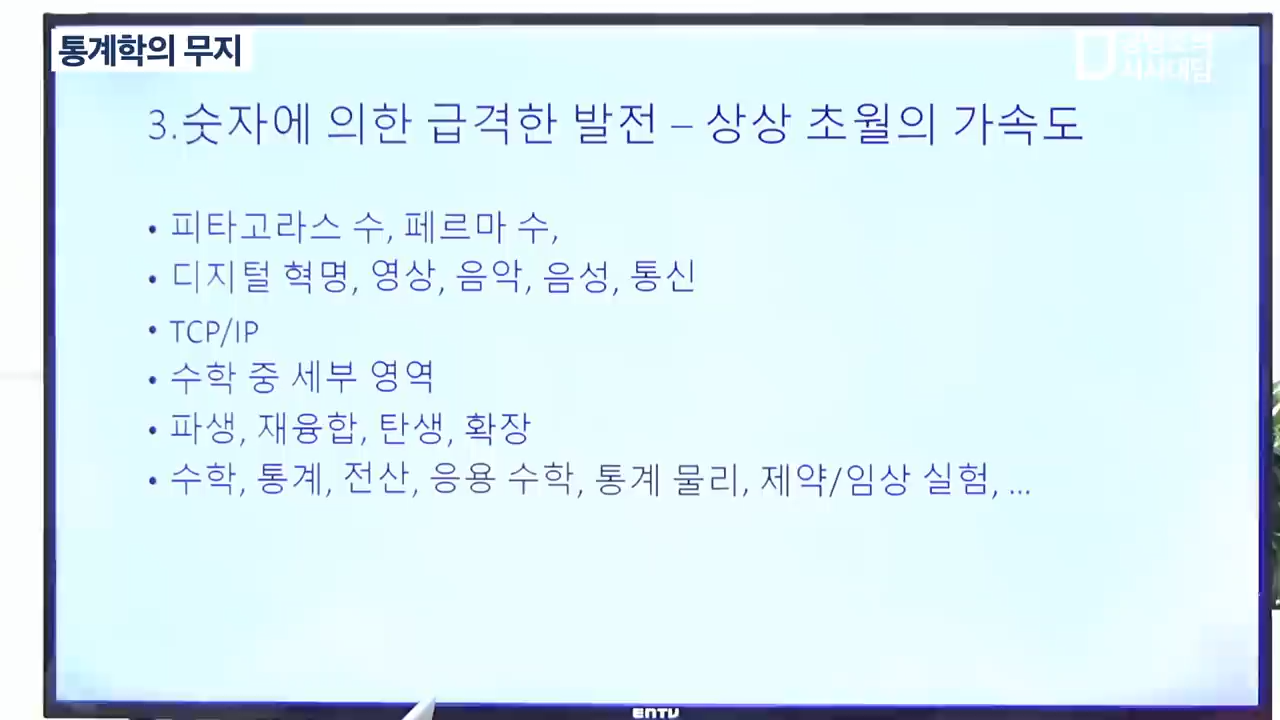 통계학의 무지
3.숫자에 의한 급격한 발전 – 상상 초월의 가속도
• 피타고라스 수, 페르마 수,
• 디지털 혁명, 영상, 음악, 음성, 통신
• TCP/IP
• 수학 중 세부 영역
• 파생, 재융합, 탄생, 확장
• 수학, 통계, 전산, 응용 수학, 통계 물리, 제약/임상 실험, ...
ENTV